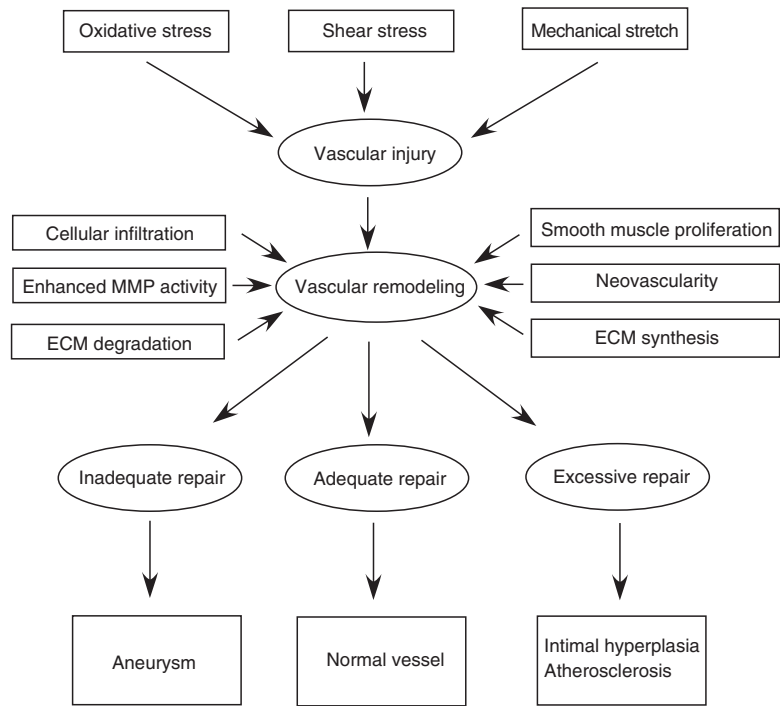 Oxidative stress
Shear stress
Mechanical stretch
Vascular injury
Cellular infiltration
Smooth muscle proliferation
Enhanced MMP activity
Vascular remodeling
Neovascularity
ECM degradation
ECM synthesis
Inadequate repair
Adequate repair
Excessive repair
Aneurysm
Normal vessel
Intimal hyperplasia
Atherosclerosis